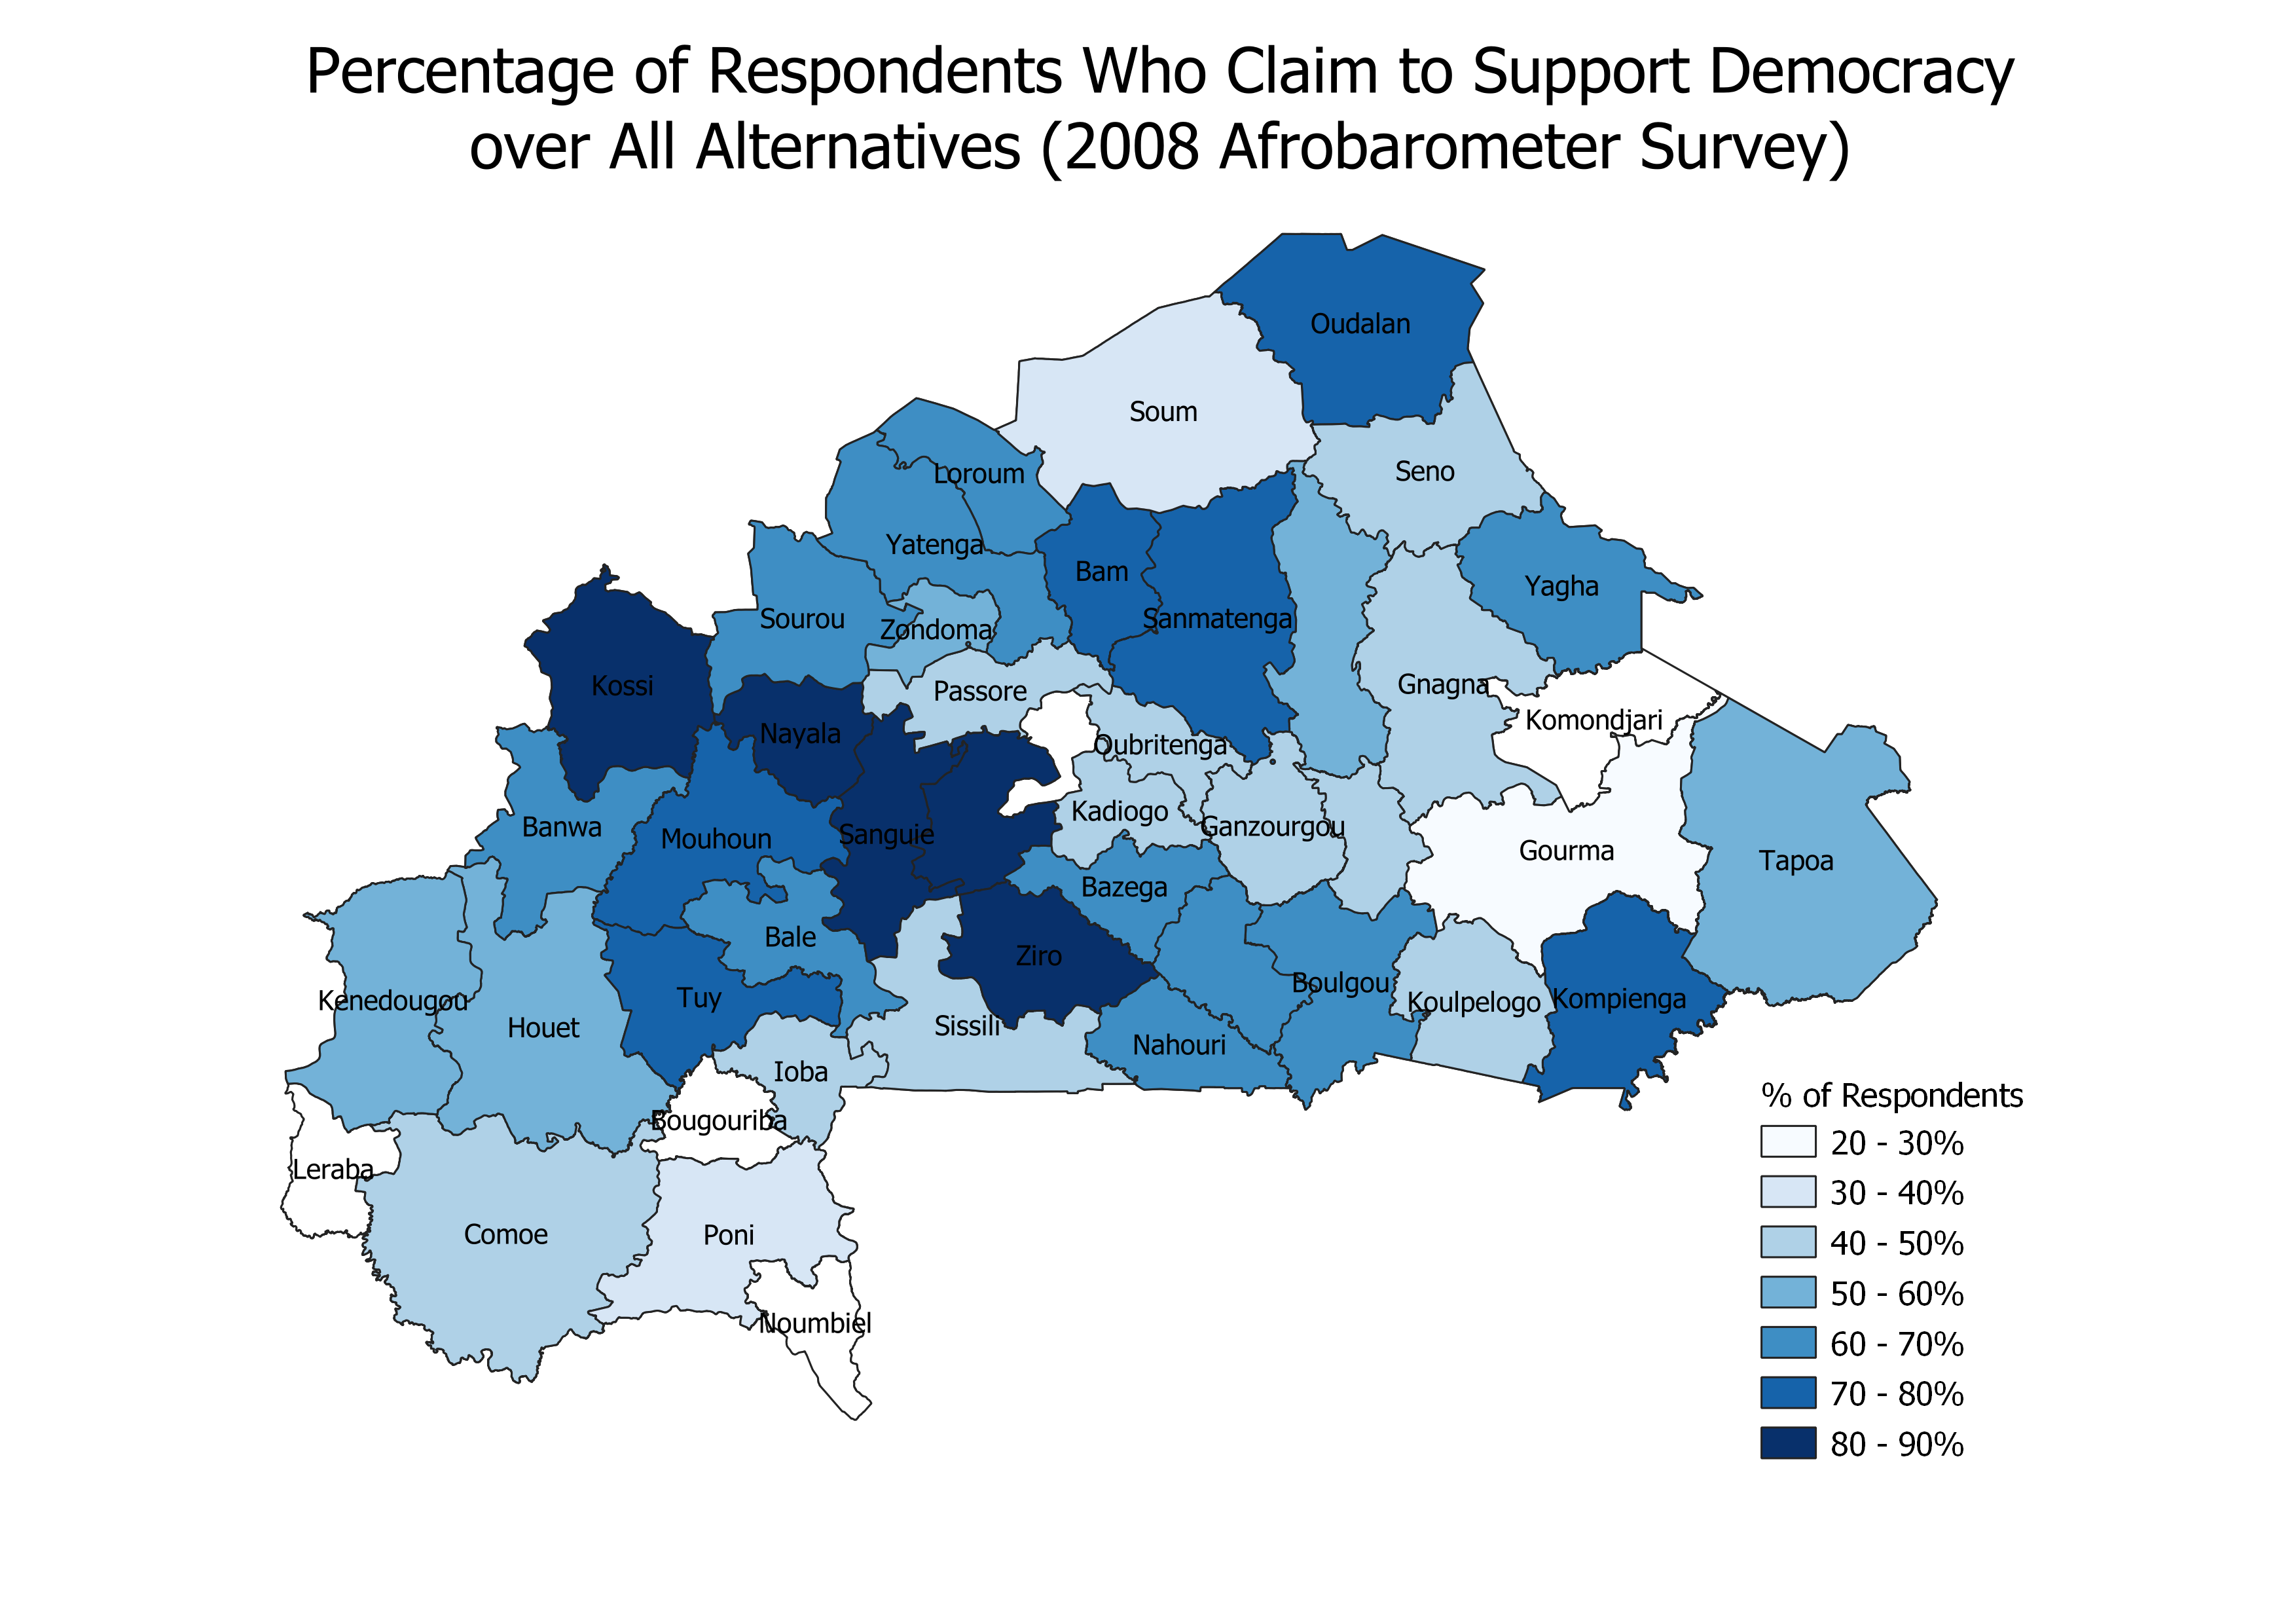 Percentage of Respondents Who Claim to Support Democracy
over All Alternatives (2008 Afrobarometer Survey)
Oudalan
Soum
Seno
Loroum
Yatenga
Bam
Yagha
Sourou
Sanmatenga
Zondoma
Kossi
Passore
Gnagna
Komondjari
Nayala
Oubritenga
Kadiogo
Banwa
Ganzourgou
Mouhoun
Sanguie
Gourma
Tapoa
Bazega
Bale
Ziro
Boulgou
Tuy
Kompienga
Kenedougou
Koulpelogo
Houet
Sissili
Nahouri
Ioba
Bougouriba
Leraba
Comoe
Poni
Noumbiel
% of Respondents
20 - 30%
30 - 40%
40 - 50%
50 - 60%
60 - 70%
70 - 80%
80 - 90%